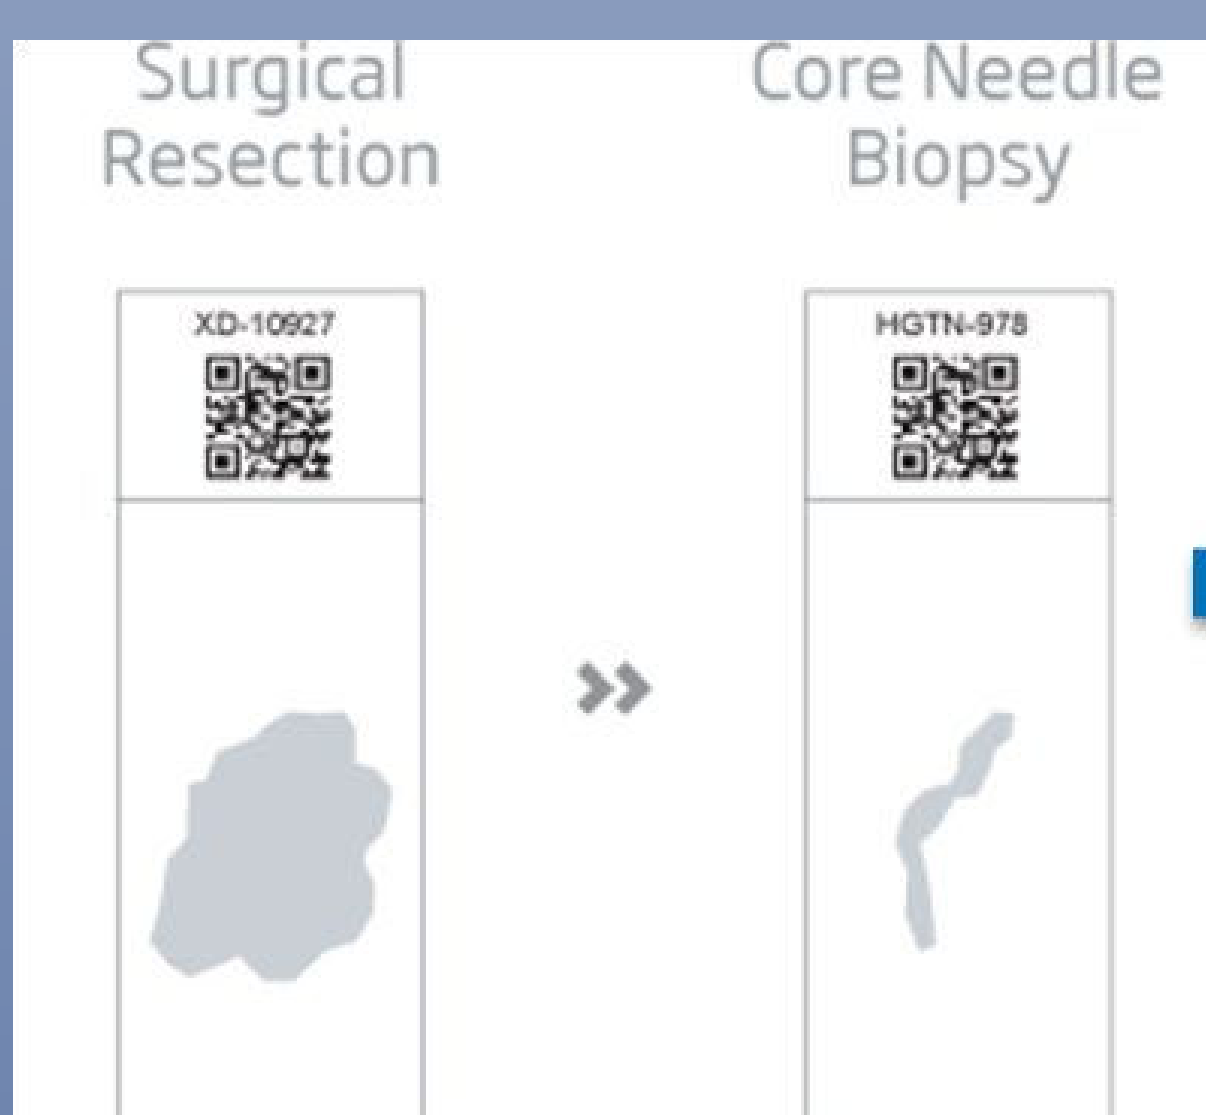 Surgical
Resection
Core Needle
Biopsy
XD-10927
HGTN-978